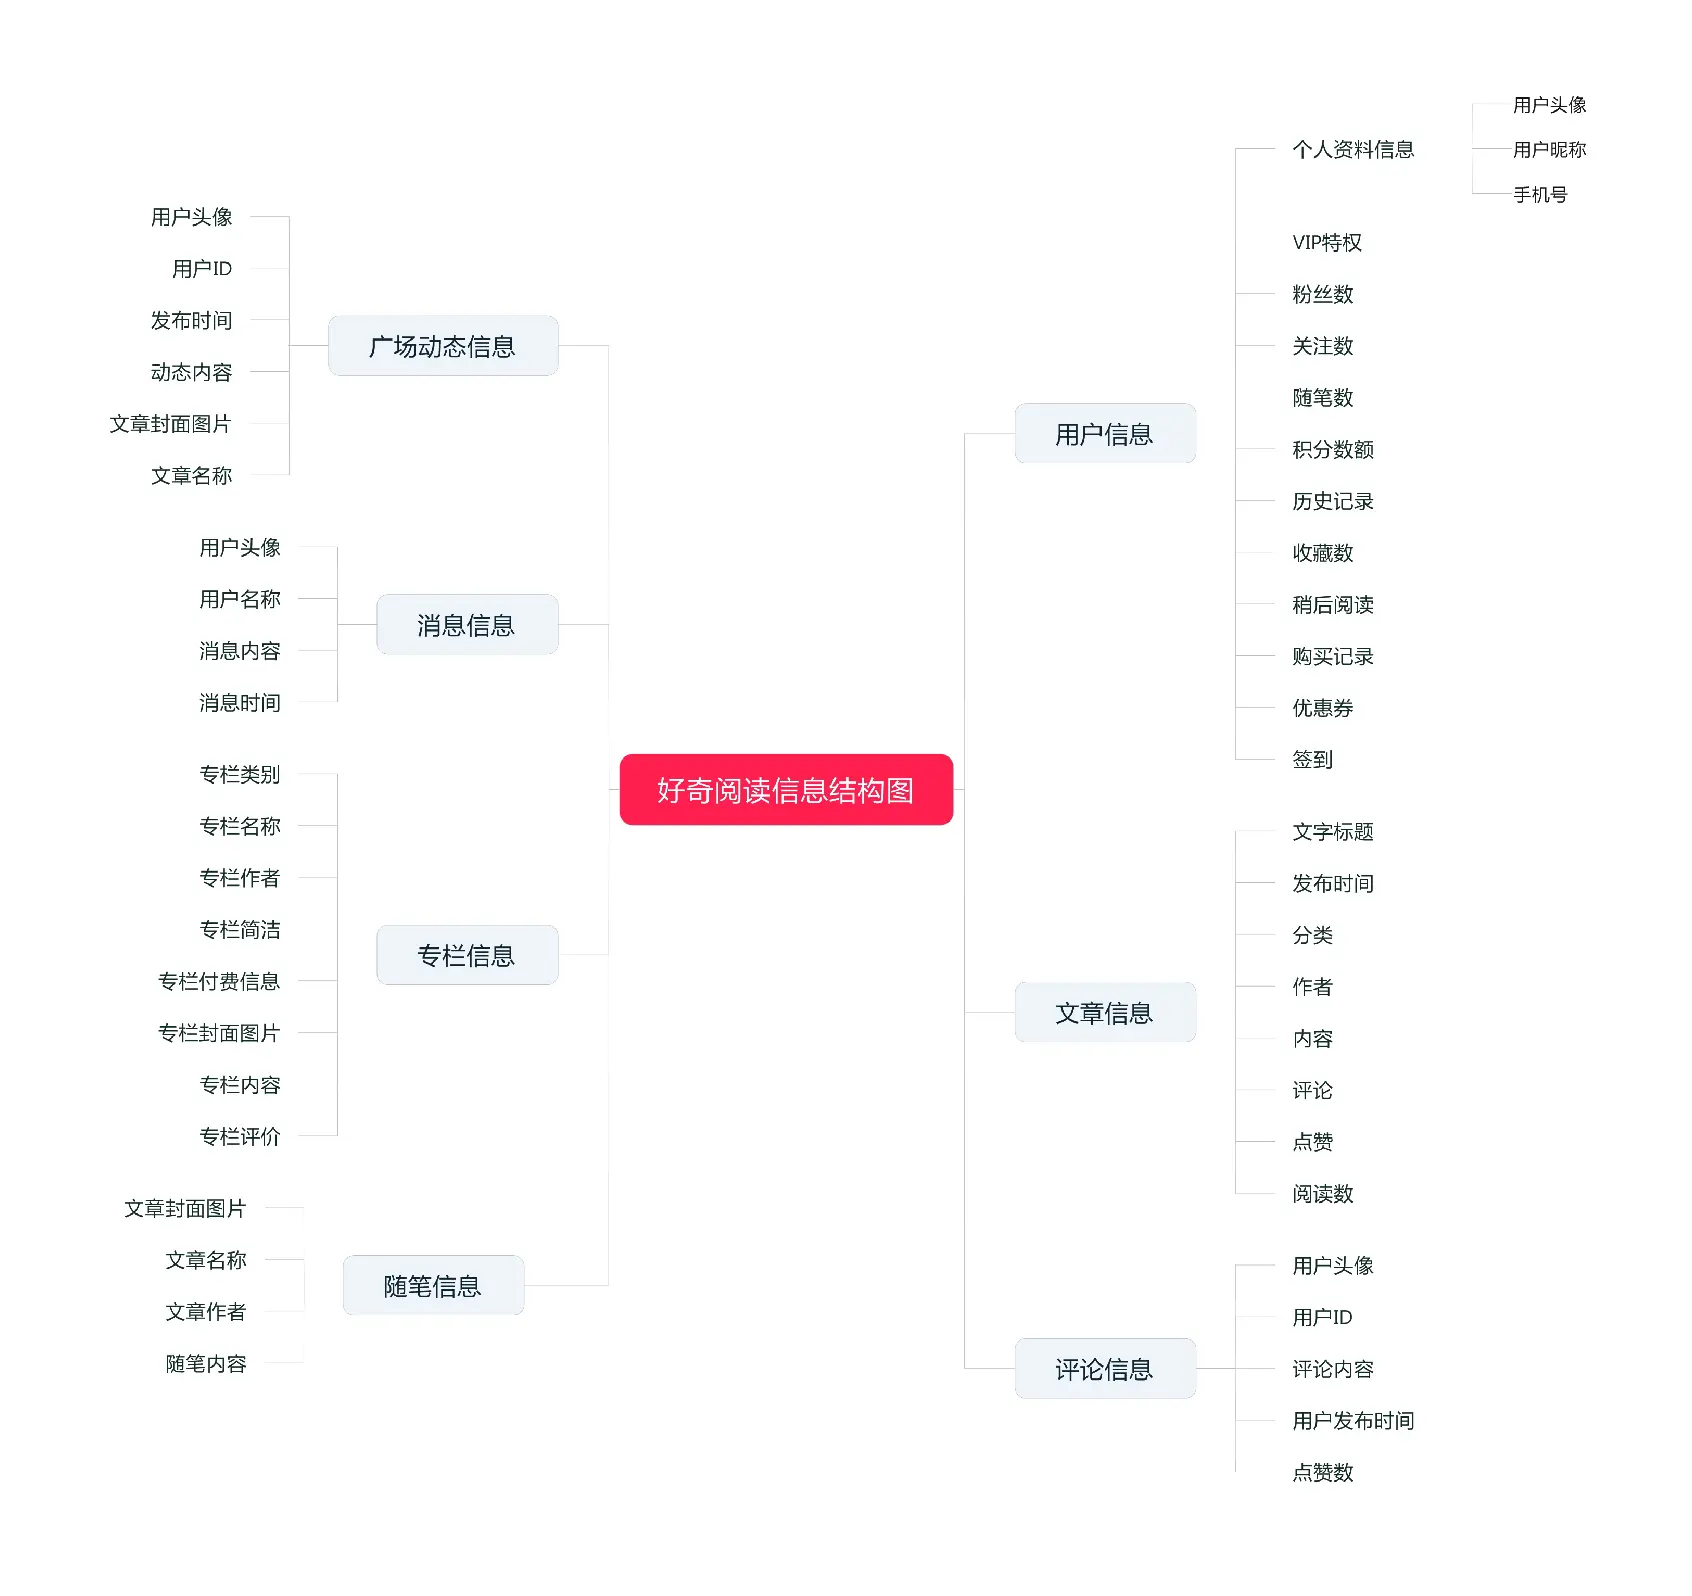 好奇阅读信息结构图
用户信息
个人资料信息
用户头像
用户昵称
手机号
VIP特权
粉丝数
关注数
随笔数
积分数额
历史记录
收藏数
稍后阅读
购买记录
优惠券
签到
文章信息
文字标题
发布时间
分类
作者
内容
评论
点赞
阅读数
评论信息
用户头像
用户ID
评论内容
用户发布时间
点赞数
广场动态信息
用户头像
用户ID
发布时间
动态内容
文章封面图片
文章名称
消息信息
用户头像
用户名称
消息内容
消息时间
专栏信息
专栏类别
专栏名称
专栏作者
专栏简洁
专栏付费信息
专栏封面图片
专栏内容
专栏评价
随笔信息
文章封面图片
文章名称
文章作者
随笔内容